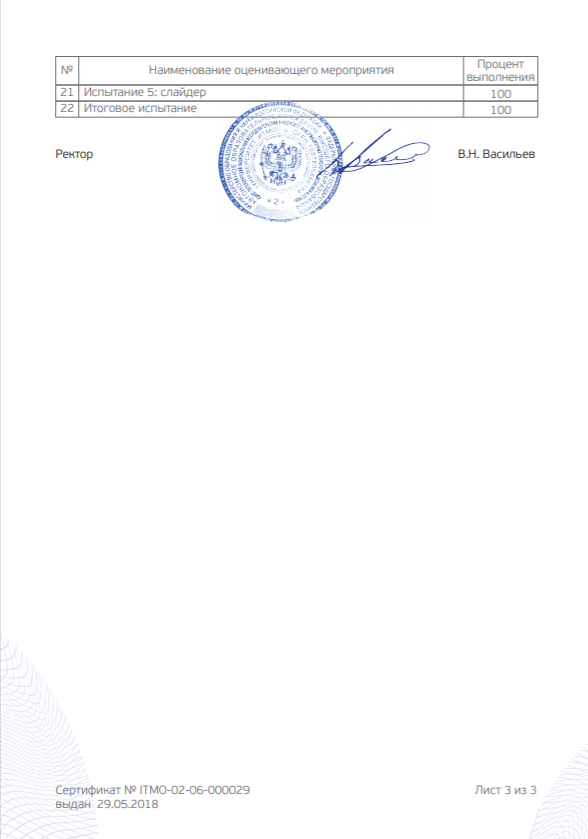 № Наименование оценивающего мероприятия Процент выполнения
21 Испытание 5: слайдер 100
22 Итоговое испытание 100
Ректор В.Н. Васильев
Сертификат № ITMO-02-06-000029 Лист 3 из 3
выдан 29.05.2018